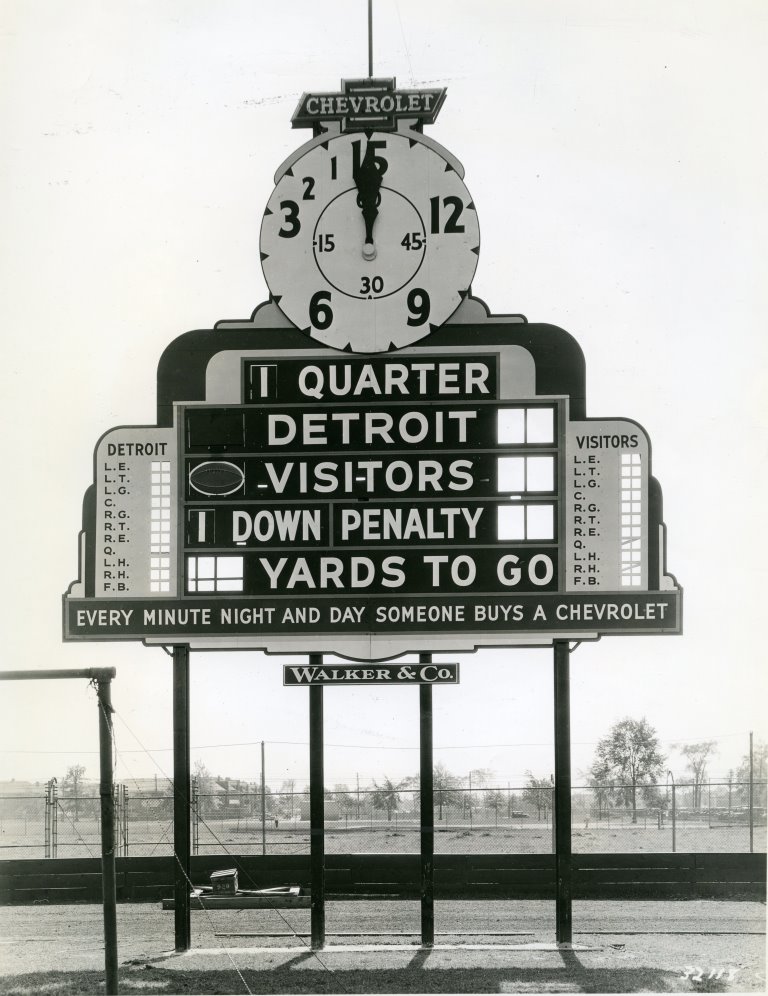 CHEVROLET
15
1
2
3
12
15
45
30
6
9
1 QUARTER
DETROIT
VISITORS
1 DOWN PENALTY
YARDS TO GO
DETROIT
L.E.
L.T.
L.G.
C.
R.G.
R.T.
R.E.
Q.
L.H.
R.H.
F.B.
VISITORS
L.E.
L.T.
L.G.
C.
R.G.
R.T.
R.E.
Q.
L.H.
R.H.
F.B.
EVERY MINUTE NIGHT AND DAY SOMEONE BUYS A CHEVROLET
WALKER & CO.